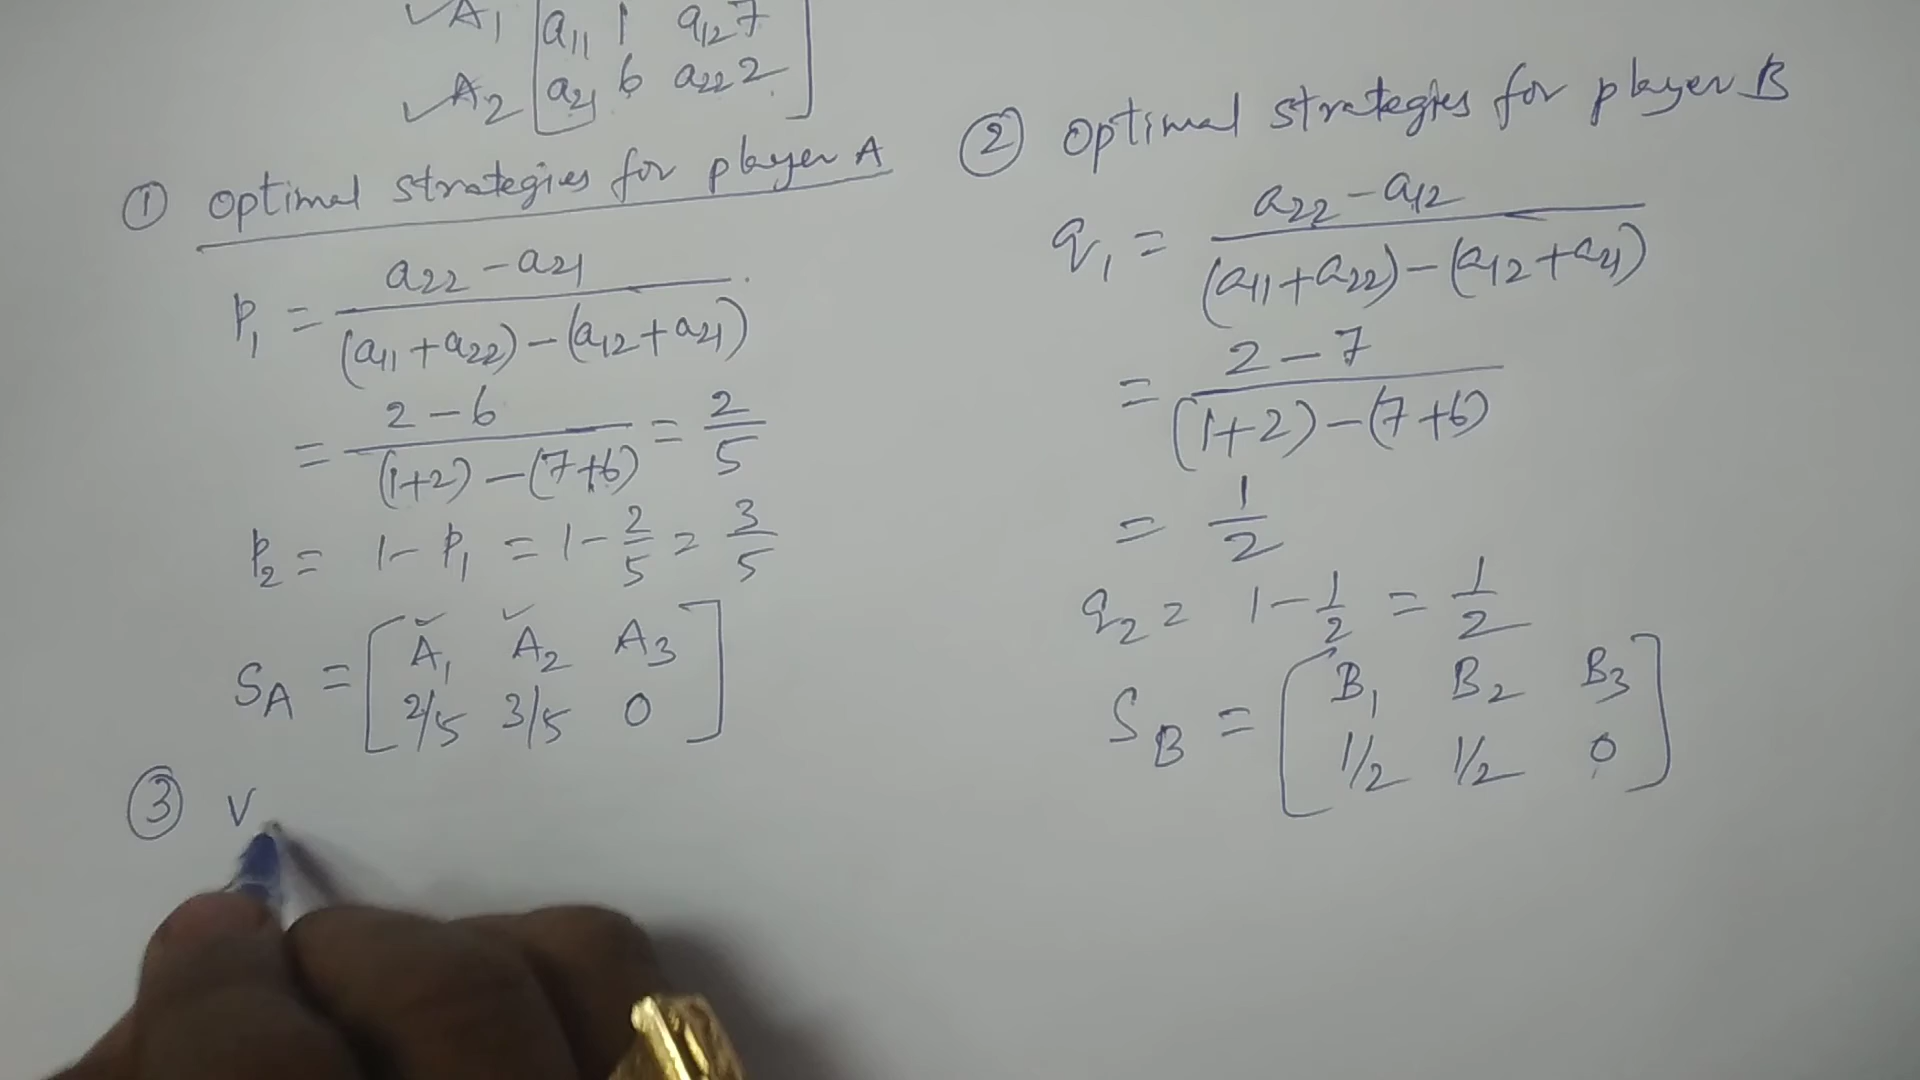 ✓A1 [a11 1 a12 7
✓A2 [a21 6 a22 2]
① optimal strategies for player A
P1 = a22 - a21
(a11 + a22) - (a12 + a21)
= 2 - 6 / (1+2) - (7+6) = 2/5
P2 = 1 - P1 = 1 - 2/5 = 3/5
SA = [A1 A2 A3
2/5 3/5 0]
③ V
② optimal strategies for player B
q1 = a22 - a12
(a11 + a22) - (a12 + a21)
= 2 - 7
(1+2) - (7+6)
= 1/2
q2 = 1 - 1/2 = 1/2
SB = [B1 B2 B3
1/2 1/2 0]